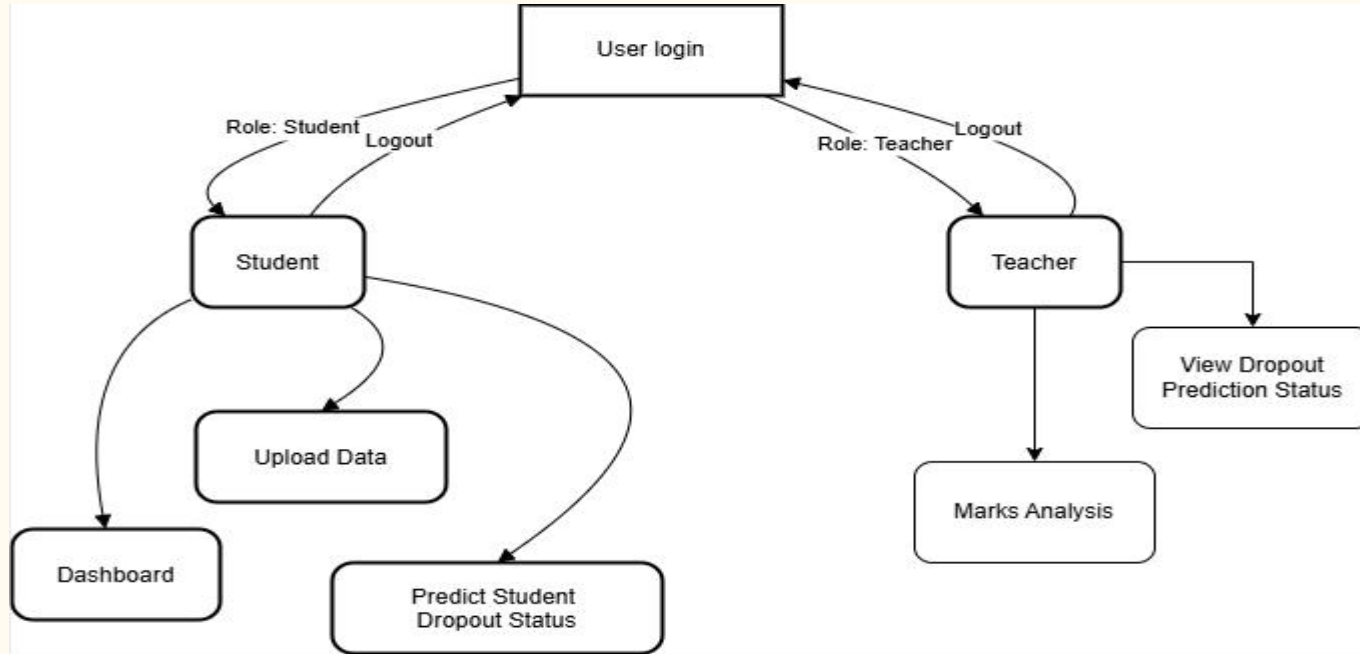 User login
Role: Student
Logout
Role: Teacher
Logout
Student
Teacher
View Dropout
Prediction Status
Upload Data
Marks Analysis
Dashboard
Predict Student
Dropout Status